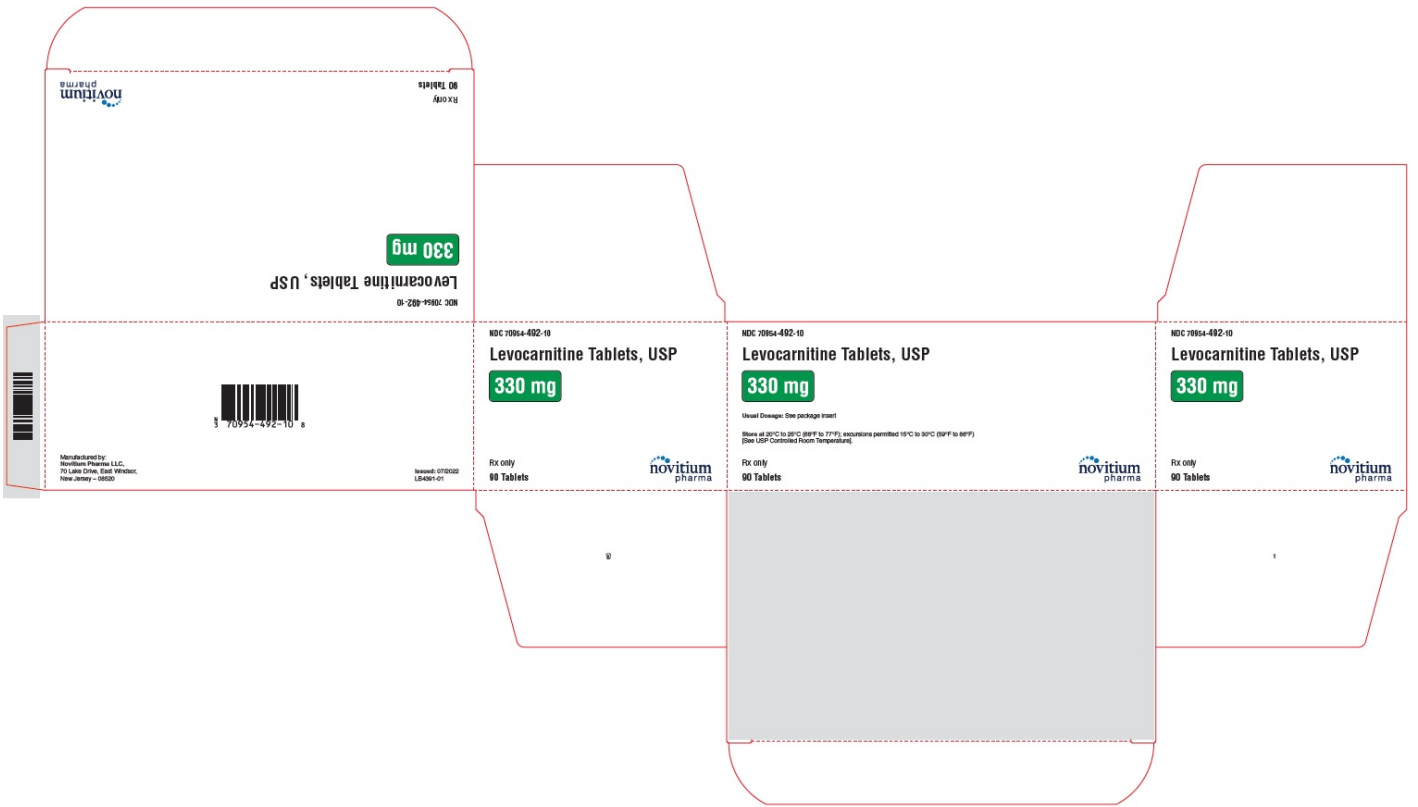 novitium
pharma
90 Tablets
Rx only
330 mg
Levocarnitine Tablets, USP
NDC 70954-492-10
3 70954-492-10 8
Manufactured by:
Novitium Pharma LLC,
70 Lake Drive, East Windsor,
New Jersey – 08520
Issued: 07/2022
LB4391-01
NDC 70954-492-10
Levocarnitine Tablets, USP
330 mg
Rx only
90 Tablets
novitium
pharma
NDC 70954-492-10
Levocarnitine Tablets, USP
330 mg
Usual Dosage: See package insert
Store at 20°C to 25°C (68°F to 77°F); excursions permitted 15°C to 30°C (59°F to 86°F)
[See USP Controlled Room Temperature].
Rx only
90 Tablets
novitium
pharma
NDC 70954-492-10
Levocarnitine Tablets, USP
330 mg
Rx only
90 Tablets
novitium
pharma
1